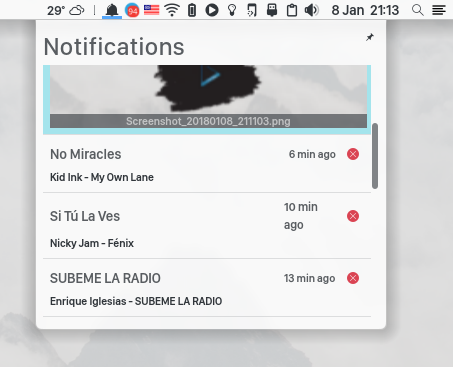 29° 94 8 Jan 21:13
Notifications
Screenshot_20180108_211103.png
No Miracles 6 min ago
Kid Ink - My Own Lane
Si Tú La Ves 10 min ago
Nicky Jam - Fénix
SUBEME LA RADIO 13 min ago
Enrique Iglesias - SUBEME LA RADIO